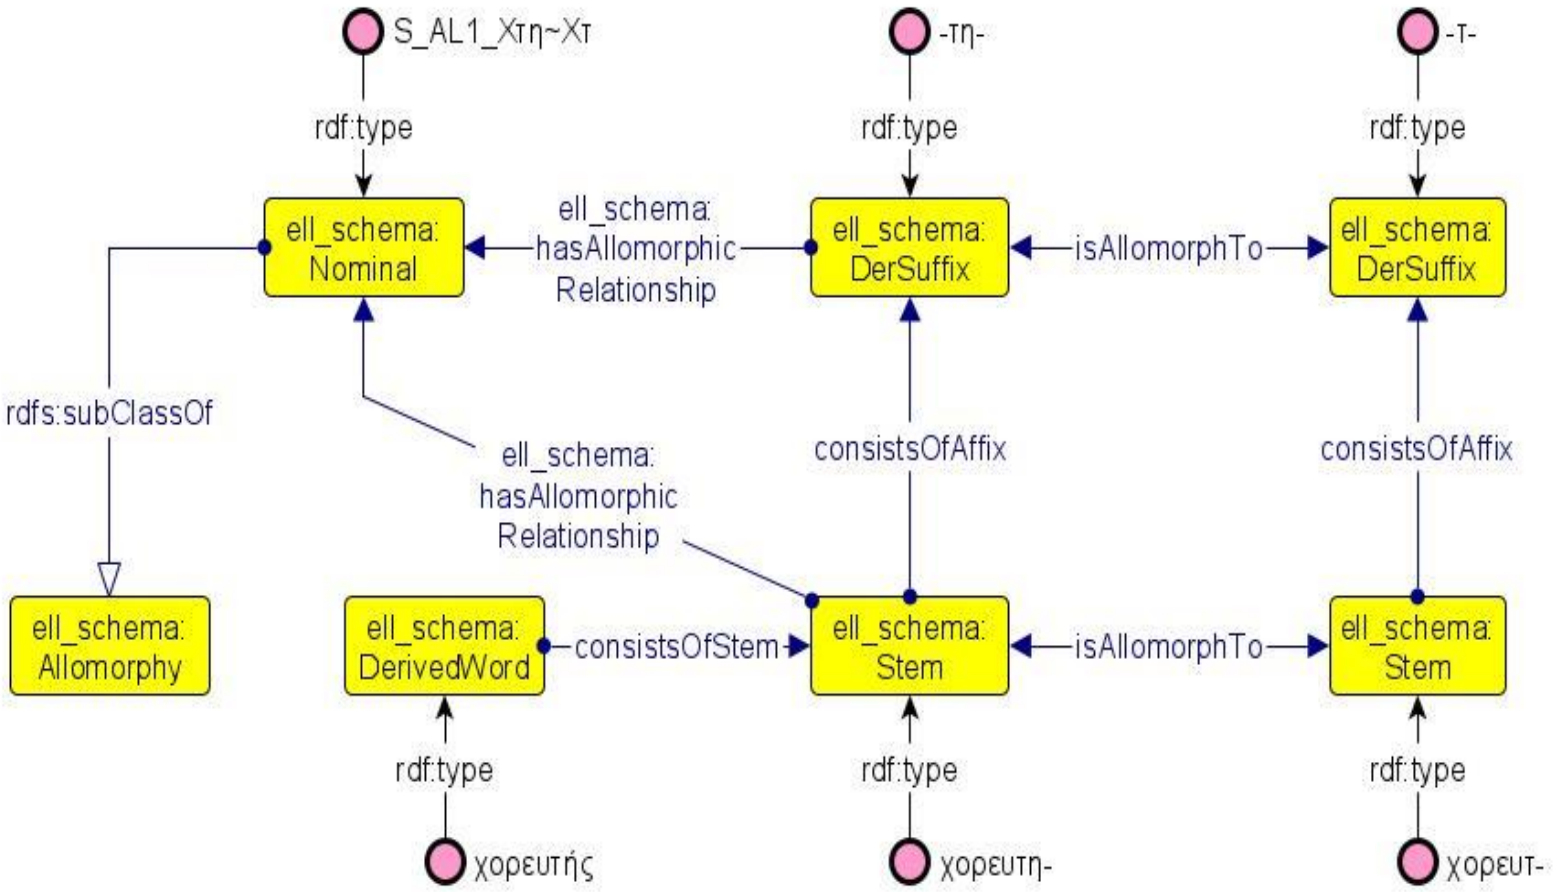 S_AL1_Χτη~Χτ
-τη-
-τ-
rdf:type
rdf:type
rdf:type
ell_schema:
Nominal
ell_schema:
hasAllomorphic
Relationship
ell_schema:
DerSuffix
isAllomorphTo
ell_schema:
DerSuffix
rdfs:subClassOf
ell_schema:
hasAllomorphic
Relationship
consistsOfAffix
consistsOfAffix
ell_schema:
Allomorphy
ell_schema:
DerivedWord
consistsOfStem
ell_schema:
Stem
isAllomorphTo
ell_schema:
Stem
rdf:type
rdf:type
rdf:type
χορευτής
χορευτη-
χορευτ-